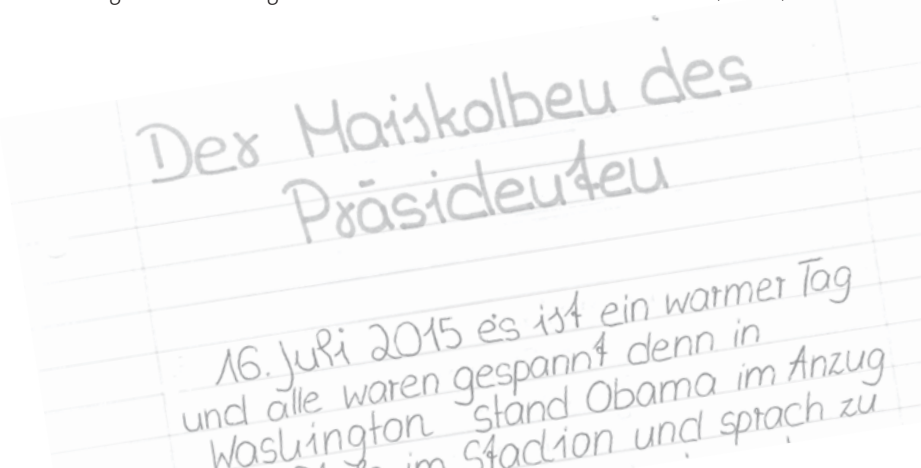 Der Maiskolben des
Präsidenten
16. Juli 2015 es ist ein warmer Tag
und alle waren gespannt denn in
Washington stand Obama im Anzug
im Stadion und sprach zu